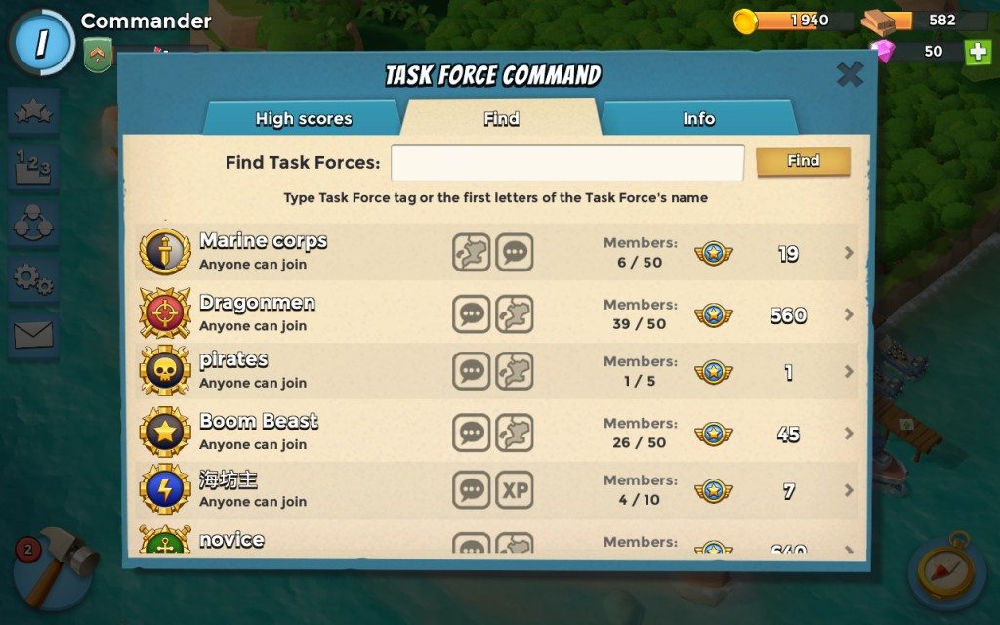 1
Commander
1 940
582
50
TASK FORCE COMMAND
High scores
Find
Info
Find Task Forces:
Find
Type Task Force tag or the first letters of the Task Force's name
Marine corps
Anyone can join
Members:
6 / 50
19
Dragonmen
Anyone can join
Members:
39 / 50
560
pirates
Anyone can join
Members:
1 / 5
1
Boom Beast
Anyone can join
Members:
26 / 50
45
海坊主
Anyone can join
XP
Members:
4 / 10
7
novice
Members:
640
123
2